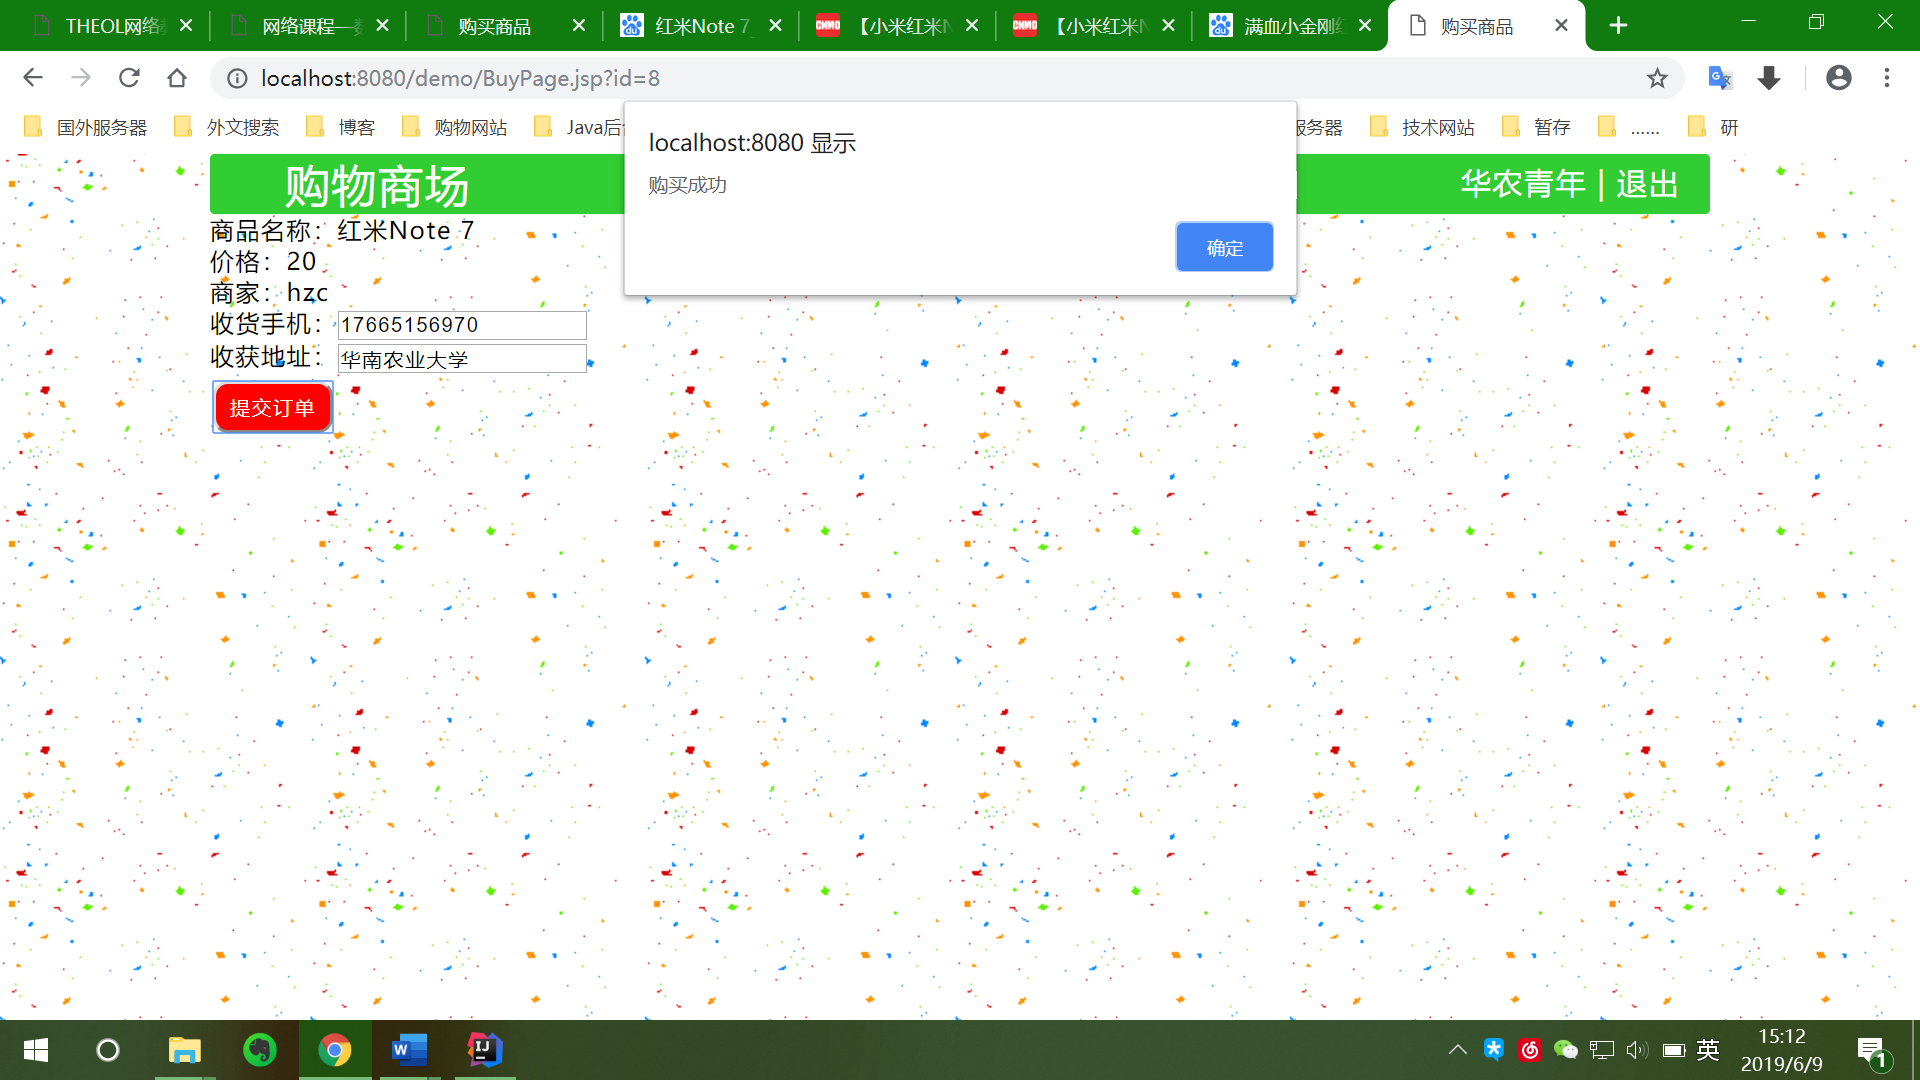 THEOL网络
网络课程—
购买商品
红米Note 7
【小米红米N
【小米红米N
满血小金刚
购买商品
localhost:8080/demo/BuyPage.jsp?id=8
国外服务器
外文搜索
博客
购物网站
Java后
服务器
技术网站
暂存
......
研
localhost:8080 显示
购买成功
确定
购物商场
华农青年 | 退出
商品名称：红米Note 7
价格：20
商家：hzc
收货手机：17665156970
收获地址：华南农业大学
提交订单
英
15:12
2019/6/9
1